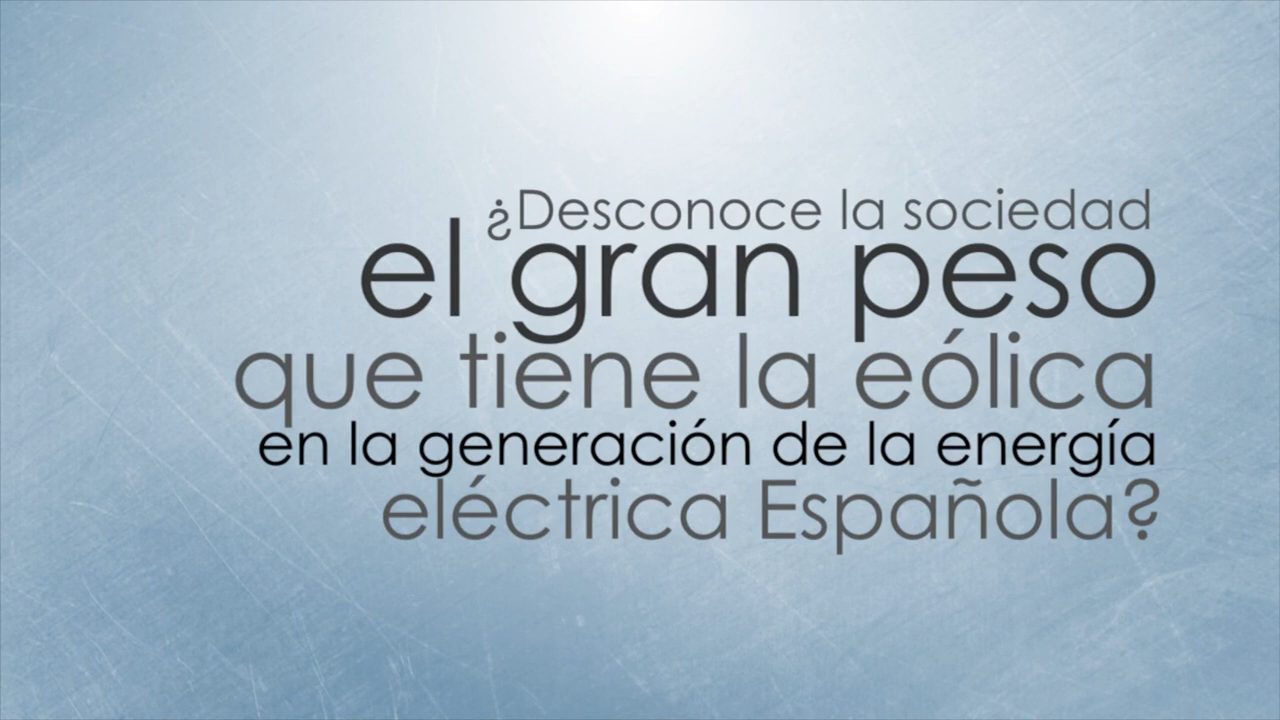 ¿Desconoce la sociedad
el gran peso
que tiene la eólica
en la generación de la energía
eléctrica Española?